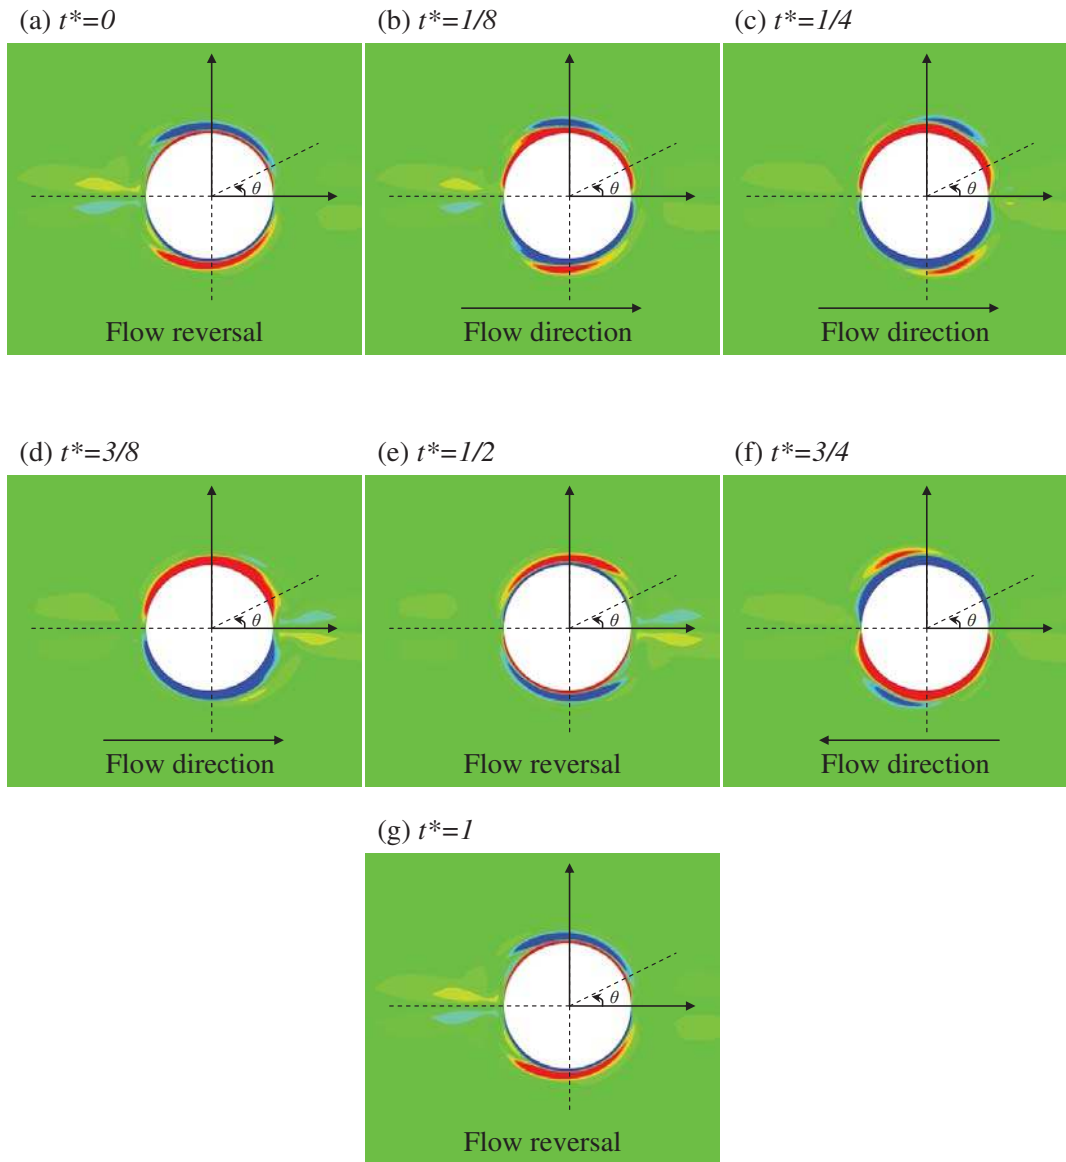 (a) t*=0
(b) t*=1/8
(c) t*=1/4
θ
θ
θ
Flow reversal
Flow direction
Flow direction
(d) t*=3/8
(e) t*=1/2
(f) t*=3/4
θ
θ
θ
Flow direction
Flow reversal
Flow direction
(g) t*=1
θ
Flow reversal